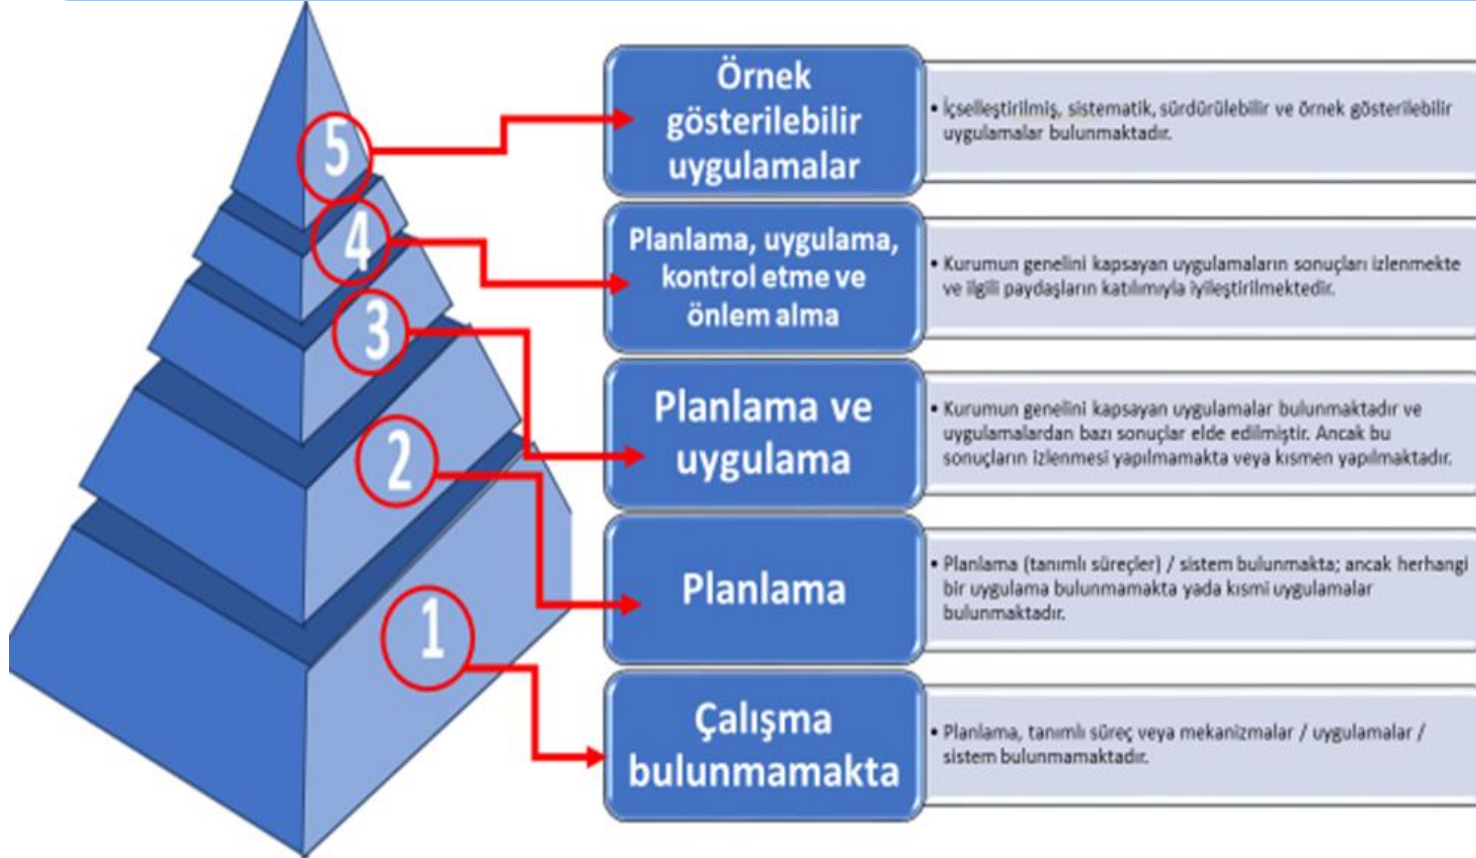 5
Örnek
gösterilebilir
uygulamalar
• İçselleştirilmiş, sistematik, sürdürülebilir ve örnek gösterilebilir
uygulamalar bulunmaktadır.
4
Planlama, uygulama,
kontrol etme ve
önlem alma
• Kurumun genelini kapsayan uygulamaların sonuçları izlenmekte
ve ilgili paydaşların katılımıyla iyileştirilmektedir.
3
Planlama ve
uygulama
• Kurumun genelini kapsayan uygulamalar bulunmaktadır ve
uygulamalardan bazı sonuçlar elde edilmiştir. Ancak bu
sonuçların izlenmesi yapılmamakta veya kısmen yapılmaktadır.
2
Planlama
• Planlama (tanımlı süreçler) / sistem bulunmakta; ancak herhangi
bir uygulama bulunmamakta yada kısmi uygulamalar
bulunmaktadır.
1
Çalışma
bulunmamakta
• Planlama, tanımlı süreç veya mekanizmalar / uygulamalar /
sistem bulunmamaktadır.